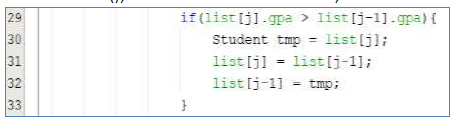 29 if(list[j].gpa > list[j-1].gpa){
30 Student tmp = list[j];
31 list[j] = list[j-1];
32 list[j-1] = tmp;
33 }